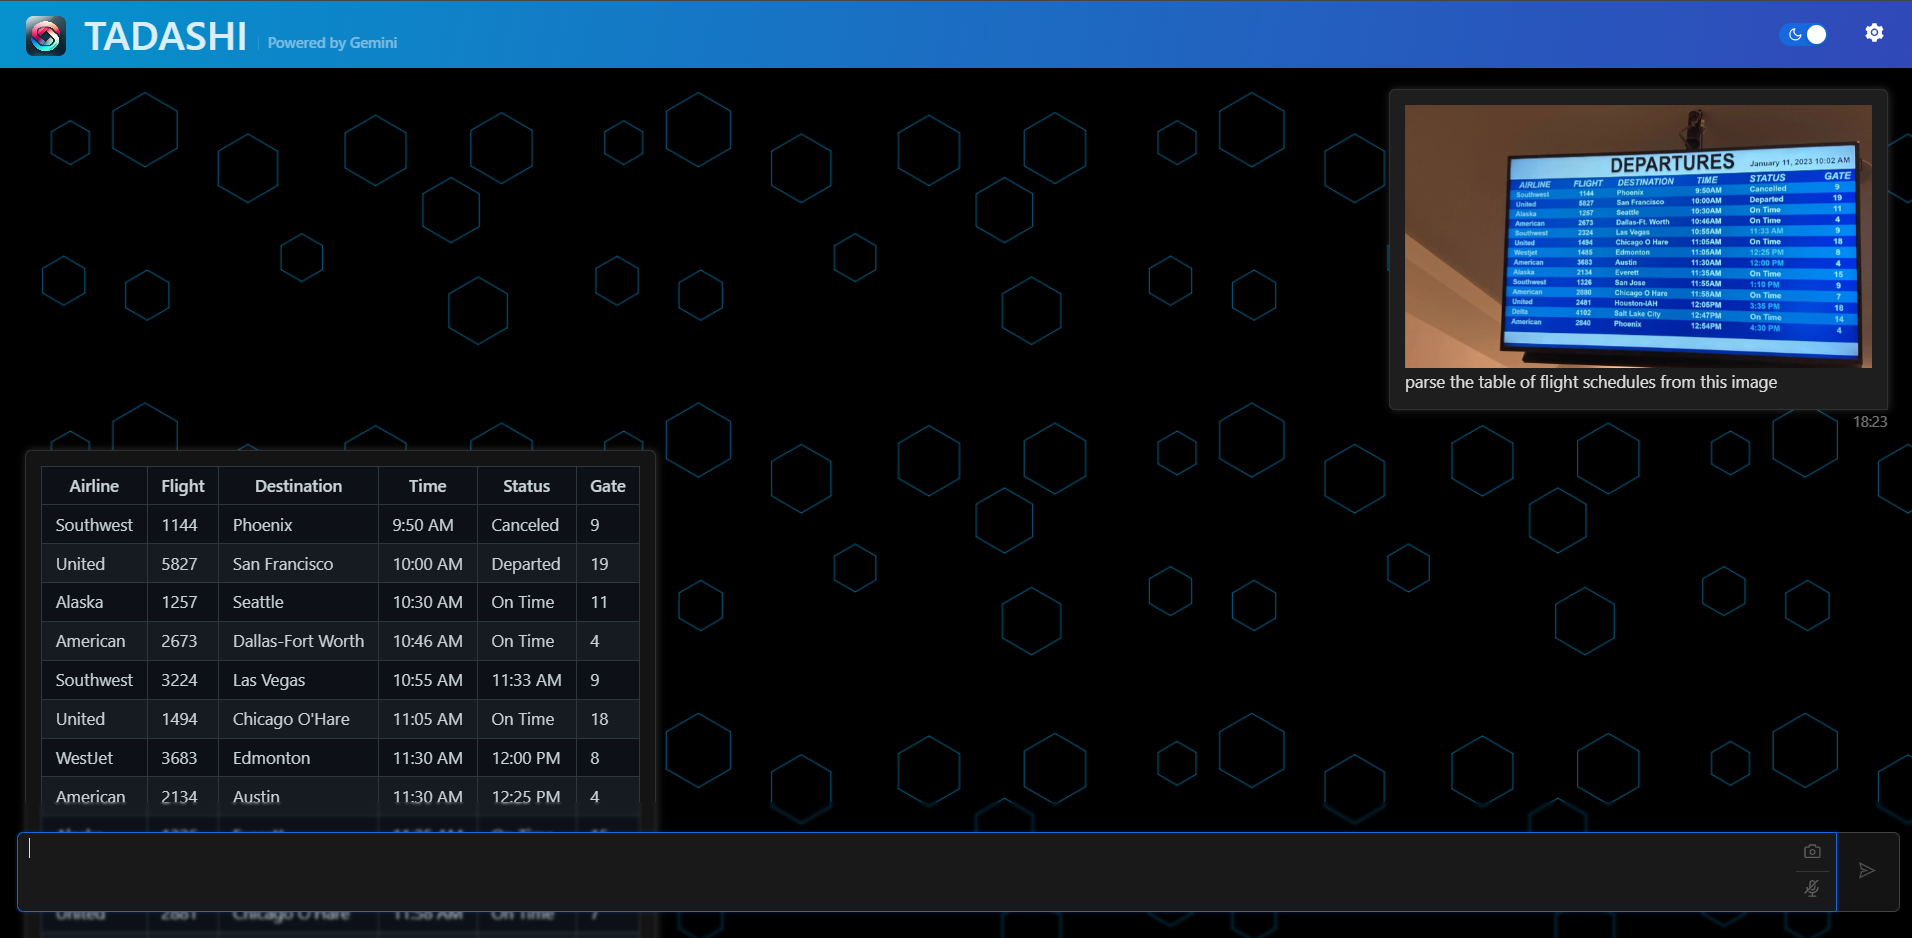 TADASHI
Powered by Gemini
DEPARTURES January 11, 2023 10:02 AM
AIRLINE FLIGHT DESTINATION TIME STATUS GATE
Southwest 1144 Phoenix 9:50AM Cancelled 9
United 5827 San Francisco 10:00AM Departed 19
Alaska 1257 Seattle 10:30AM On Time 11
American 2673 Dallas-Ft. Worth 10:46AM On Time 4
Southwest 2324 Las Vegas 10:55AM 11:33 AM 9
United 1494 Chicago O Hare 11:05AM On Time 18
Westjet 1485 Edmonton 11:05AM 12:25 PM 8
American 3683 Austin 11:30AM 12:00 PM 4
Alaska 2134 Everett 11:35AM On Time 15
Southwest 1326 San Jose 11:55AM 1:10 PM 9
American Chicago O Hare 11:58AM On Time 7
United 2481 Houston-IAH 12:05PM 3:35 PM 18
Delta 4102 Salt Lake City 12:47PM On Time 14
American 2840 Phoenix 12:54PM 4:30 PM 4
parse the table of flight schedules from this image
18:23
Airline Flight Destination Time Status Gate
Southwest 1144 Phoenix 9:50 AM Canceled 9
United 5827 San Francisco 10:00 AM Departed 19
Alaska 1257 Seattle 10:30 AM On Time 11
American 2673 Dallas-Fort Worth 10:46 AM On Time 4
Southwest 3224 Las Vegas 10:55 AM 11:33 AM 9
United 1494 Chicago O'Hare 11:05 AM On Time 18
WestJet 3683 Edmonton 11:30 AM 12:00 PM 8
American 2134 Austin 11:30 AM 12:25 PM 4
United Chicago O'Hare 11:58 AM On Time 7